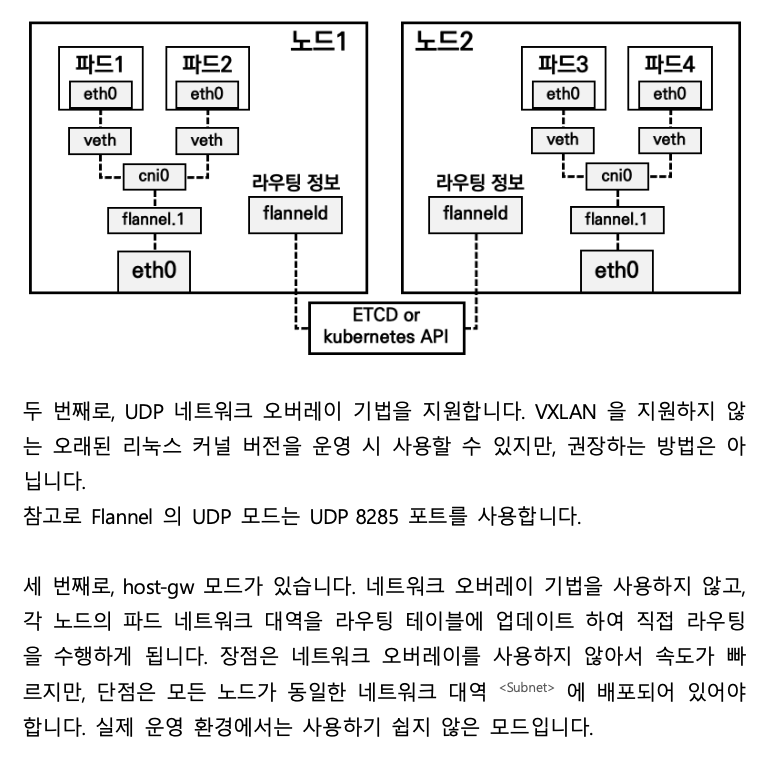 노드1
노드2
파드1
파드2
파드3
파드4
eth0
eth0
eth0
eth0
veth
veth
veth
veth
cni0
cni0
라우팅 정보
라우팅 정보
flannel.1
flanneld
flanneld
flannel.1
eth0
eth0
ETCD or
kubernetes API
두 번째로, UDP 네트워크 오버레이 기법을 지원합니다. VXLAN 을 지원하지 않
는 오래된 리눅스 커널 버전을 운영 시 사용할 수 있지만, 권장하는 방법은 아
닙니다.
참고로 Flannel 의 UDP 모드는 UDP 8285 포트를 사용합니다.
세 번째로, host-gw 모드가 있습니다. 네트워크 오버레이 기법을 사용하지 않고,
각 노드의 파드 네트워크 대역을 라우팅 테이블에 업데이트 하여 직접 라우팅
을 수행하게 됩니다. 장점은 네트워크 오버레이를 사용하지 않아서 속도가 빠
르지만, 단점은 모든 노드가 동일한 네트워크 대역 <Subnet> 에 배포되어 있어야
합니다. 실제 운영 환경에서는 사용하기 쉽지 않은 모드입니다.